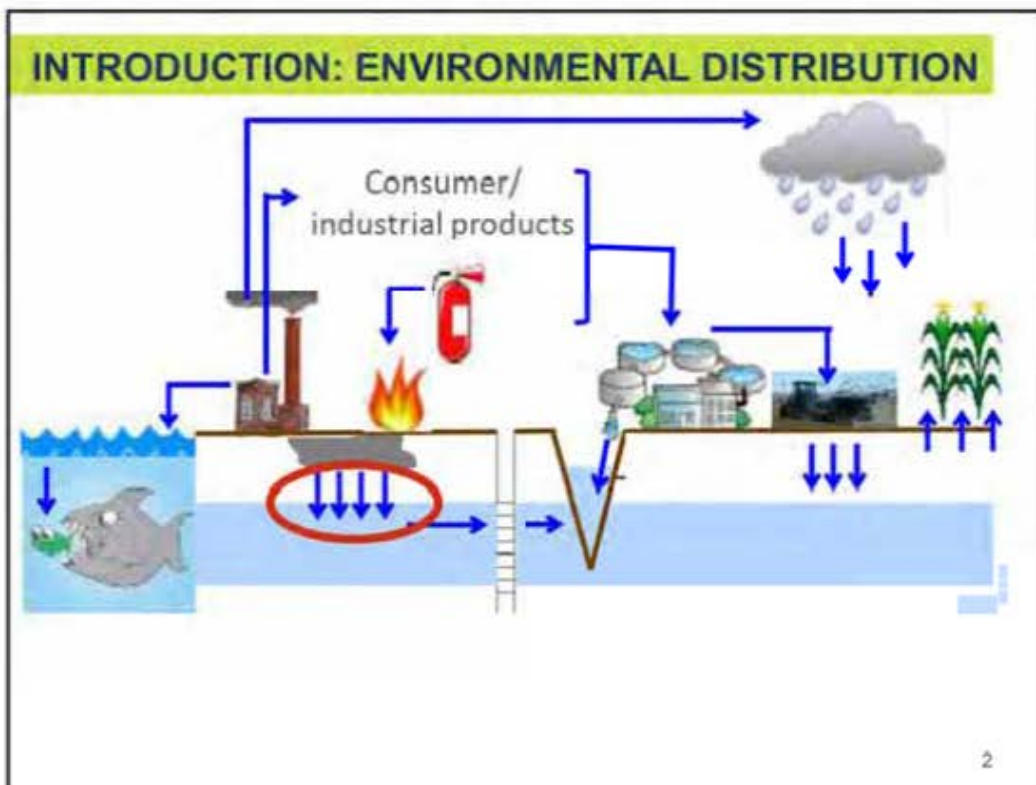 INTRODUCTION: ENVIRONMENTAL DISTRIBUTION
Consumer/
industrial products
2